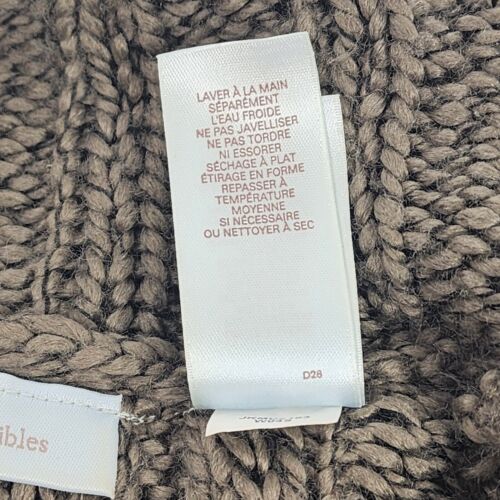 LAVER À LA MAIN
SÉPARÉMENT
L'EAU FROIDE
NE PAS JAVELLISER
NE PAS TORDRE
NI ESSORER
SÉCHAGE À PLAT
ÉTIRAGE EN FORME
REPASSER À
TEMPÉRATURE
MOYENNE
SI NÉCESSAIRE
OU NETTOYER À SEC
D28
ibles